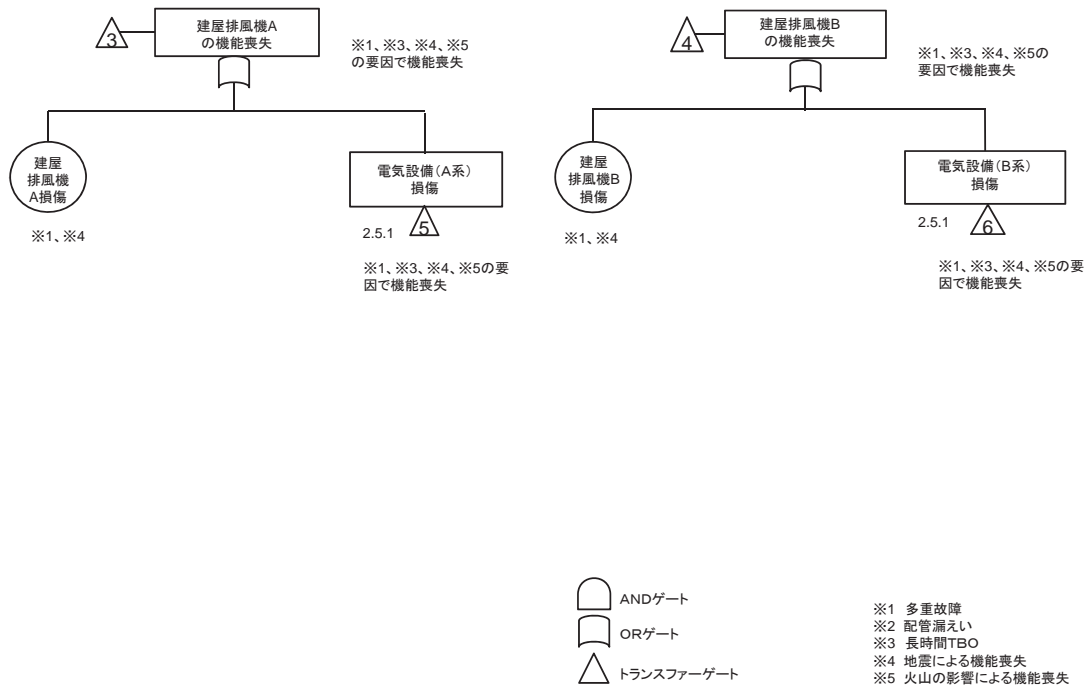 3
建屋排風機A
の機能喪失
※1、※3、※4、※5
の要因で機能喪失
建屋
排風機
A損傷
※1、※4
電気設備(A系)
損傷
2.5.1
5
※1、※3、※4、※5の要
因で機能喪失
4
建屋排風機B
の機能喪失
※1、※3、※4、※5の
要因で機能喪失
建屋
排風機B
損傷
※1、※4
電気設備(B系)
損傷
2.5.1
6
※1、※3、※4、※5の要
因で機能喪失
ANDゲート
ORゲート
トランスファーゲート
※1 多重故障
※2 配管漏えい
※3 長時間TBO
※4 地震による機能喪失
※5 火山の影響による機能喪失